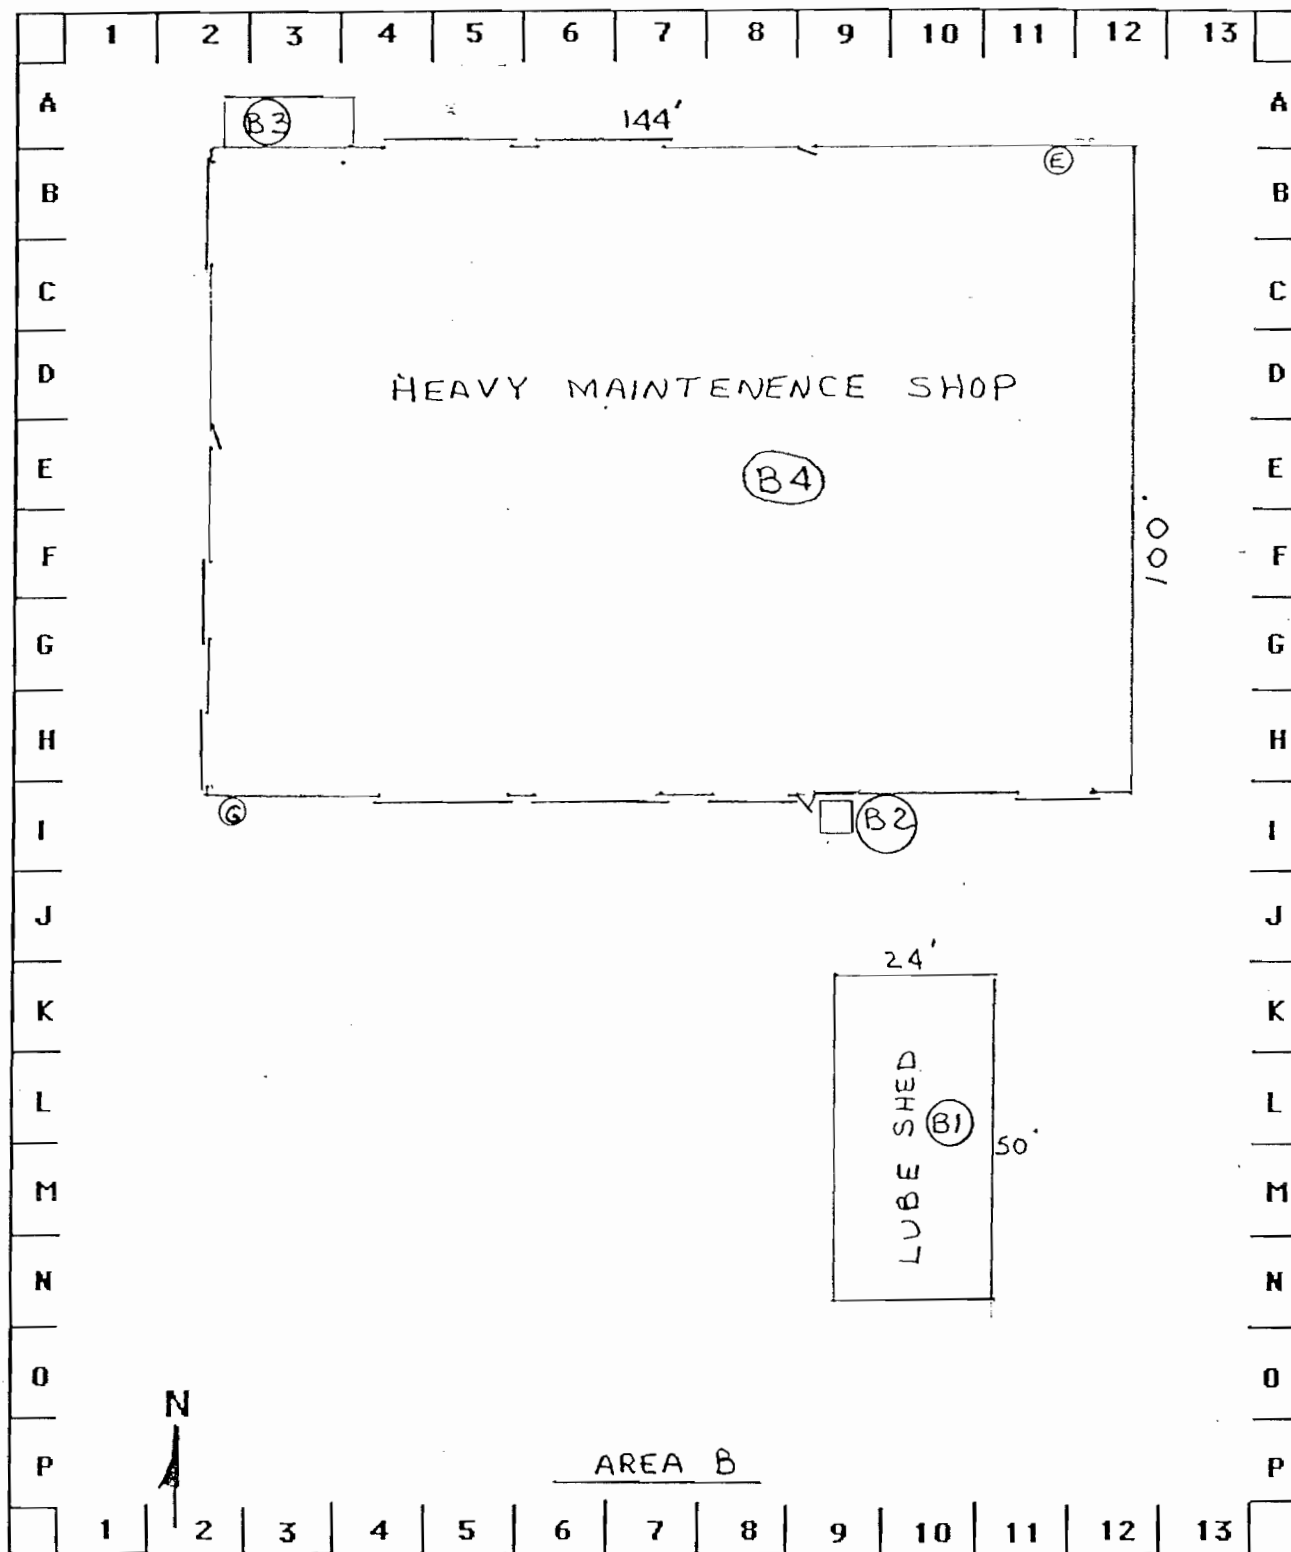 1 2 3 4 5 6 7 8 9 10 11 12 13
A A
B3 144'
E
B B
C C
D HEAVY MAINTENENCE SHOP D
E B4 E
F 100' F
G G
H H
G
I B2 I
J J
24'
K K
L LUBE SHED B1 L
50'
M M
N N
O O
N
P AREA B P
1 2 3 4 5 6 7 8 9 10 11 12 13